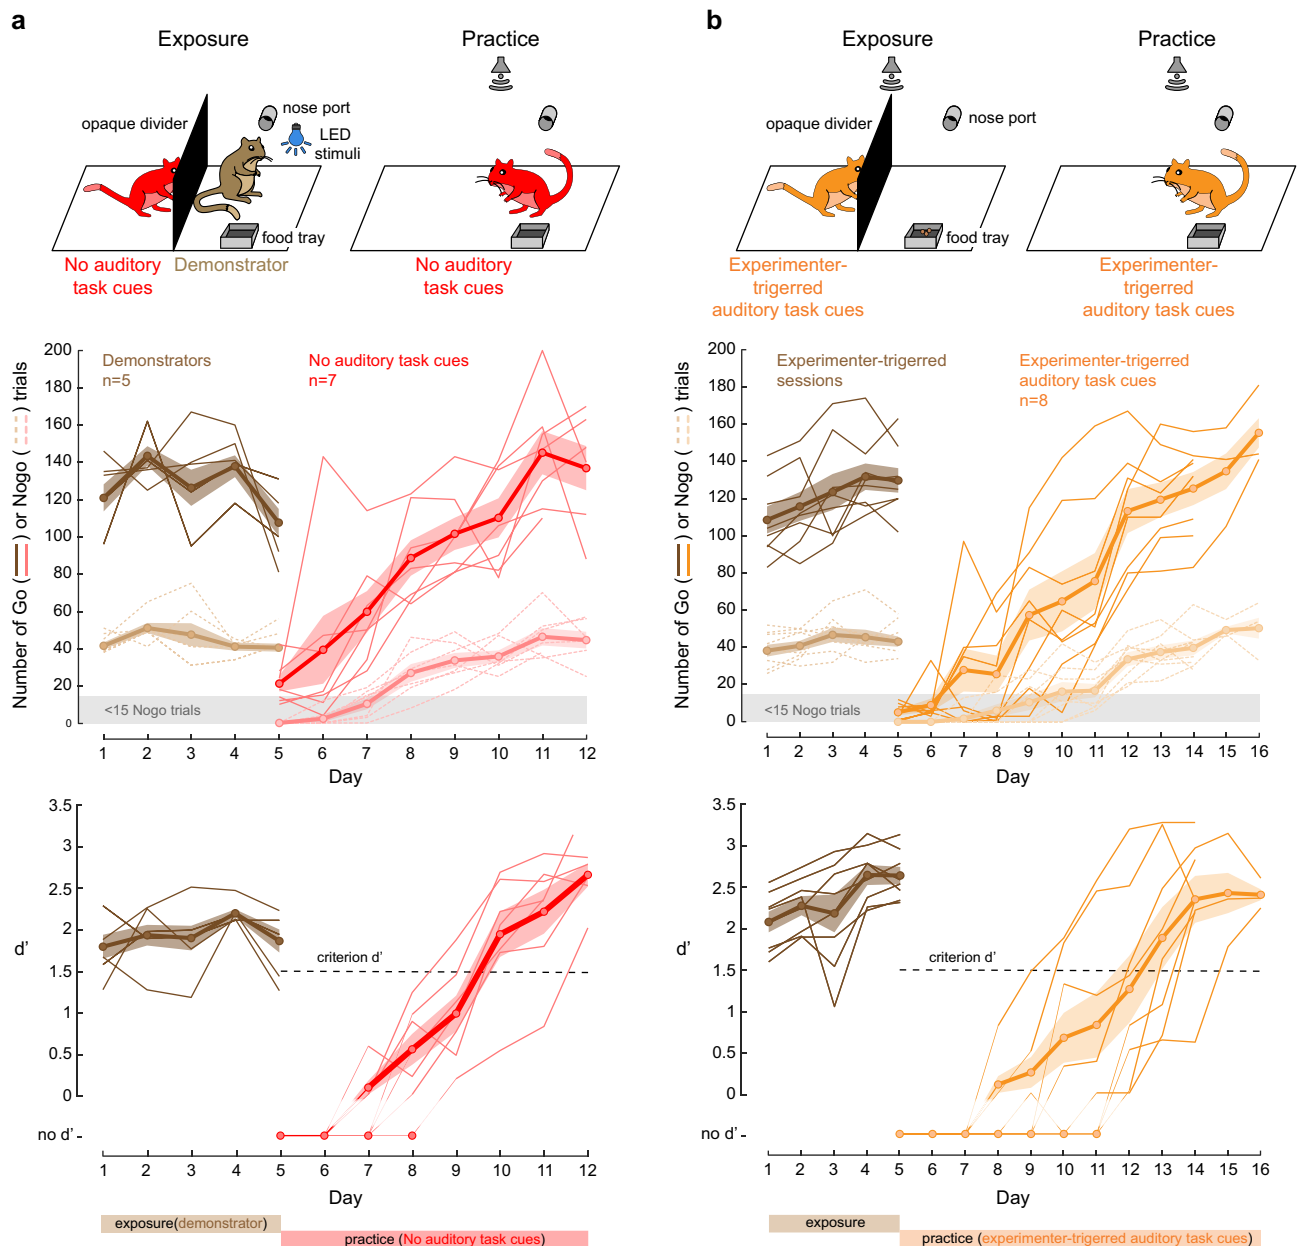 a
Exposure
Practice
nose port
opaque divider
LED
stimuli
food tray
No auditory
task cues
Demonstrator
No auditory
task cues
Number of Go ( ) or Nogo ( ) trials
200
180
160
140
120
100
80
60
40
20
0
Demonstrators
n=5
No auditory task cues
n=7
<15 Nogo trials
1 2 3 4 5 6 7 8 9 10 11 12
Day
d'
3.5
3
2.5
2
1.5
1
0.5
0
no d'
criterion d'
1 2 3 4 5 6 7 8 9 10 11 12
Day
exposure(demonstrator)
practice (No auditory task cues)
b
Exposure
Practice
opaque divider
nose port
food tray
Experimenter-
trigerred
auditory task cues
Experimenter-
trigerred
auditory task cues
Number of Go ( ) or Nogo ( ) trials
200
180
160
140
120
100
80
60
40
20
0
Experimenter-trigerred
sessions
Experimenter-trigerred
auditory task cues
n=8
<15 Nogo trials
1 2 3 4 5 6 7 8 9 10 11 12 13 14 15 16
Day
d'
3.5
3
2.5
2
1.5
1
0.5
0
no d'
criterion d'
1 2 3 4 5 6 7 8 9 10 11 12 13 14 15 16
Day
exposure
practice (experimenter-trigerred auditory task cues)